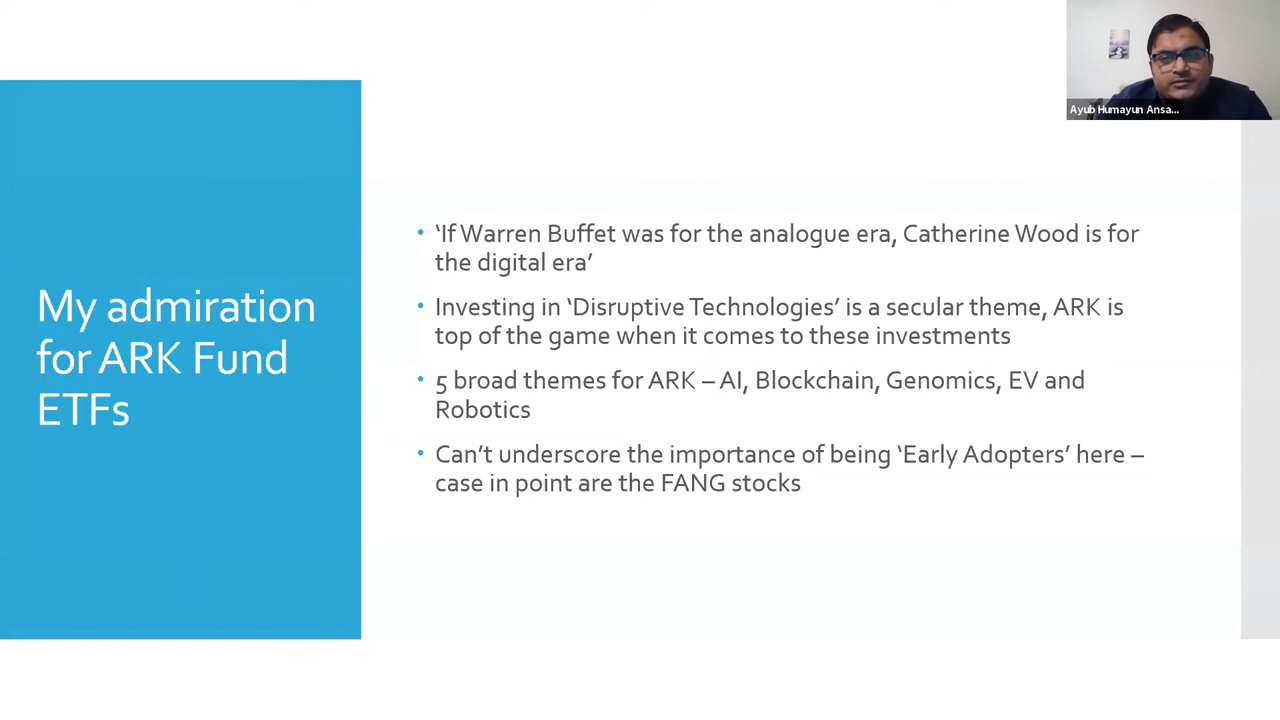 Ayub Humayun Ansa...
My admiration
for ARK Fund
ETFs
• ‘If Warren Buffet was for the analogue era, Catherine Wood is for
the digital era’
• Investing in ‘Disruptive Technologies’ is a secular theme, ARK is
top of the game when it comes to these investments
• 5 broad themes for ARK – AI, Blockchain, Genomics, EV and
Robotics
• Can’t underscore the importance of being ‘Early Adopters’ here –
case in point are the FANG stocks